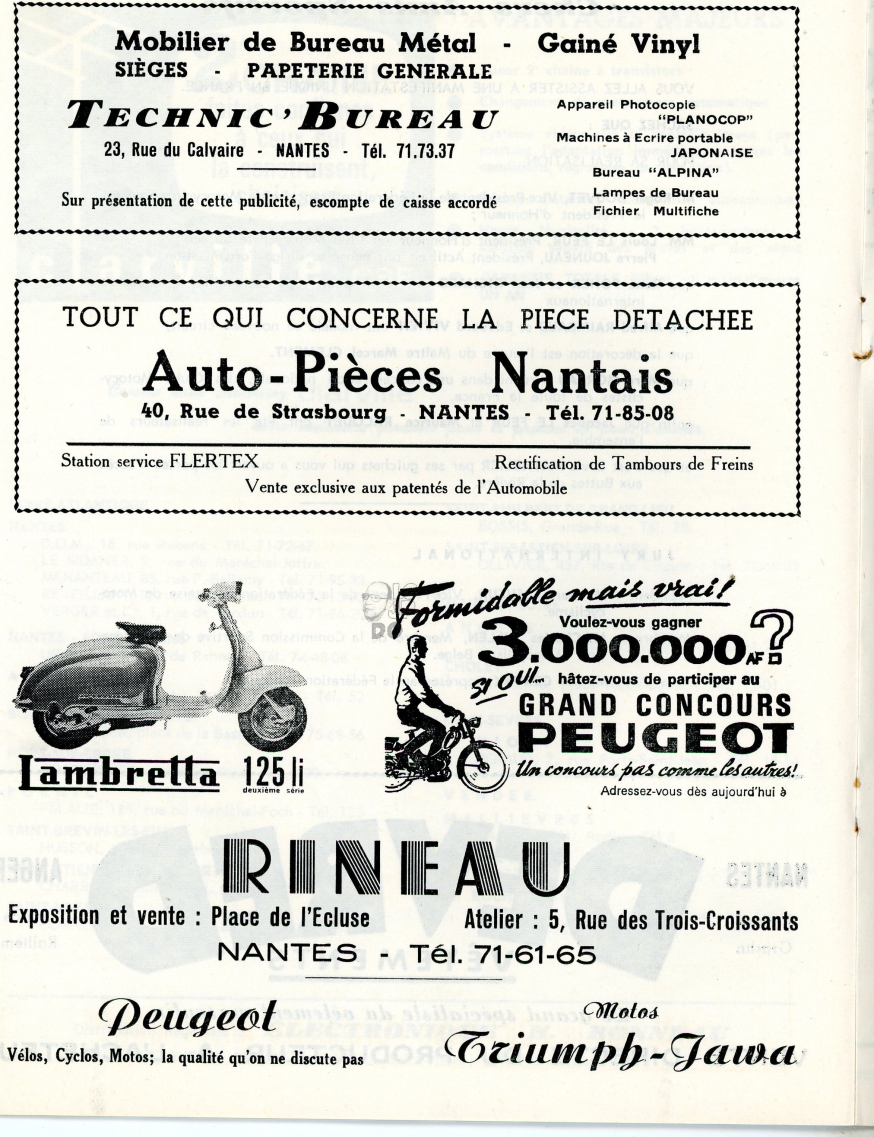 Mobilier de Bureau Métal - Gainé Vinyl
SIÈGES - PAPETERIE GENERALE
TECHNIC'BUREAU
23, Rue du Calvaire - NANTES - Tél. 71.73.37
Sur présentation de cette publicité, escompte de caisse accordé
Appareil Photocopie
"PLANOCOP"
Machines à Ecrire portable
JAPONAISE
Bureau "ALPINA"
Lampes de Bureau
Fichier Multifiche
TOUT CE QUI CONCERNE LA PIECE DETACHEE
Auto-Pièces Nantais
40, Rue de Strasbourg - NANTES - Tél. 71-85-08
Station service FLERTEX
Rectification de Tambours de Freins
Vente exclusive aux patentés de l'Automobile
Lambretta 125 li
deuxième série
Formidable mais vrai!
Voulez-vous gagner
3.000.000 AF ?
SI OUI... hâtez-vous de participer au
GRAND CONCOURS
PEUGEOT
Un concours pas comme les autres!
Adressez-vous dès aujourd'hui à
RINEAU
Exposition et vente : Place de l'Ecluse
Atelier : 5, Rue des Trois-Croissants
NANTES - Tél. 71-61-65
Peugeot
Vélos, Cyclos, Motos; la qualité qu'on ne discute pas
Motos
Triumph-Jawa